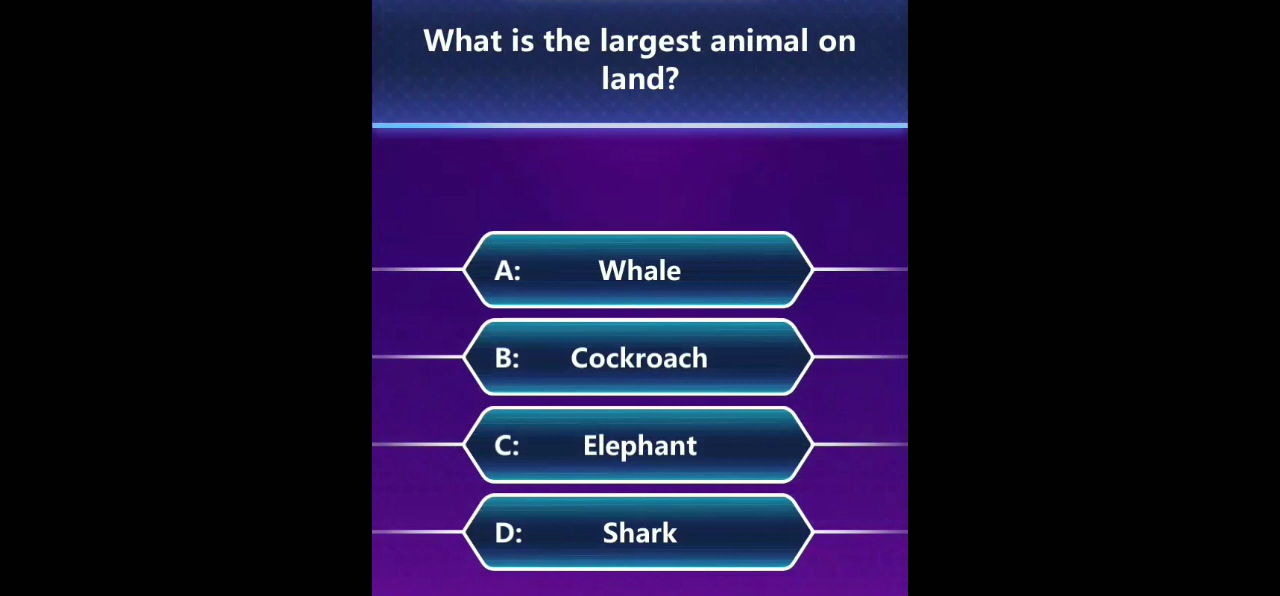 What is the largest animal on
land?
A: Whale
B: Cockroach
C: Elephant
D: Shark